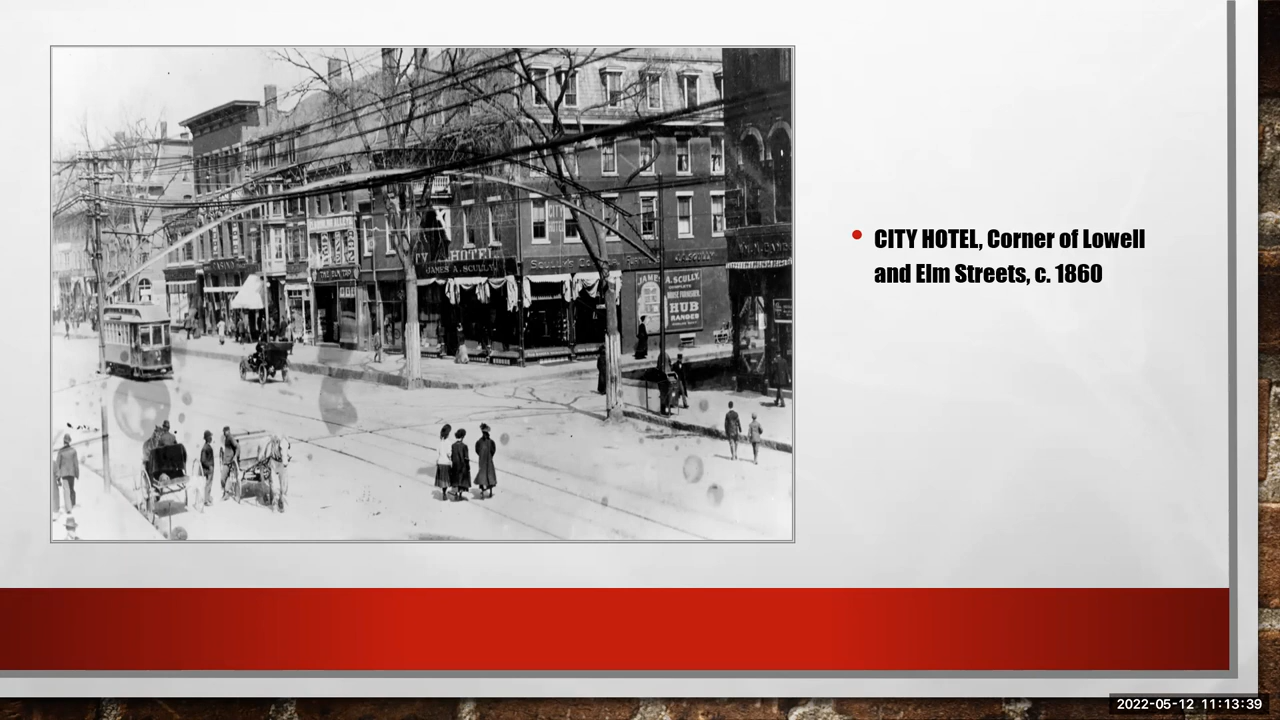 CITY HOTEL, Corner of Lowell
and Elm Streets, c. 1860
HOTEL
JAMES A. SCULLY
JAMES A. SCULLY.
HUB
RANGES
2022-05-12 11:13:39